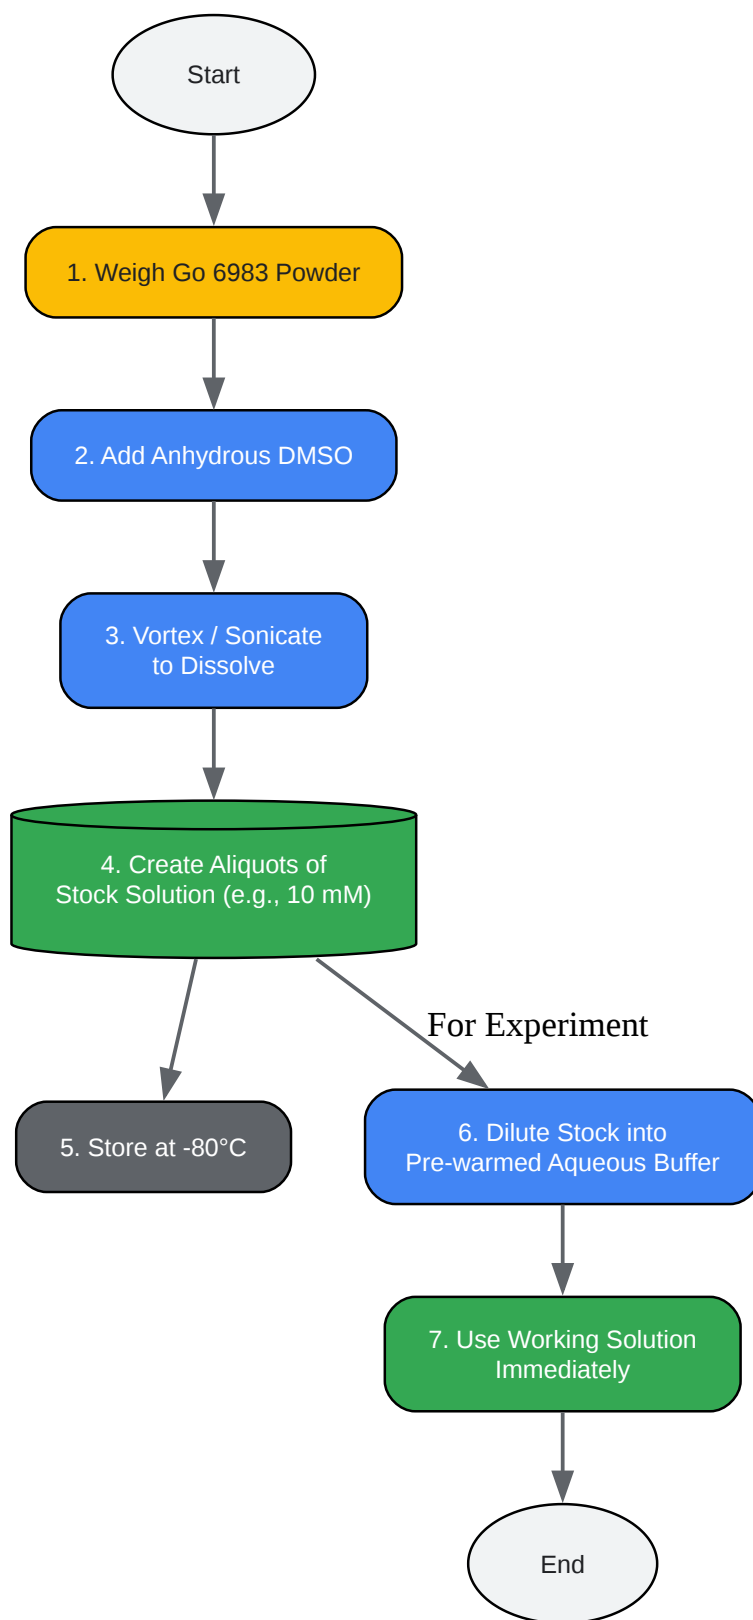 Start
1. Weigh Go 6983 Powder
2. Add Anhydrous DMSO
3. Vortex / Sonicate
to Dissolve
4. Create Aliquots of
Stock Solution (e.g., 10 mM)
For Experiment
5. Store at -80°C
6. Dilute Stock into
Pre-warmed Aqueous Buffer
7. Use Working Solution
Immediately
End